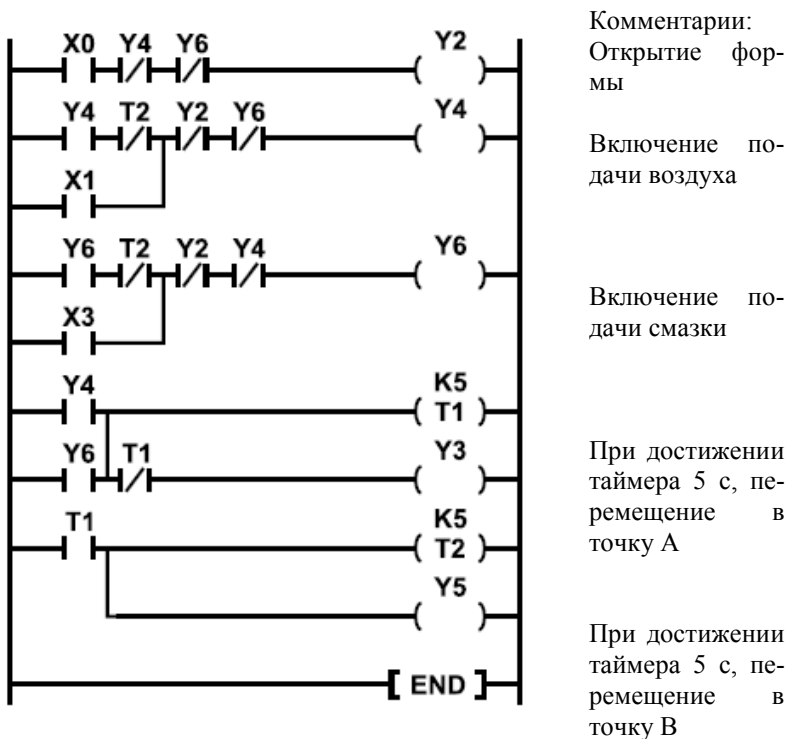 Комментарии:
Открытие фор-
мы
X0 Y4 Y6 Y2
Y4 T2 Y2 Y6 Y4
Включение по-
дачи воздуха
X1
Y6 T2 Y2 Y4 Y6
Включение по-
дачи смазки
X3
Y4 K5
T1
Y6 T1 Y3
При достижении
таймера 5 с, пе-
ремещение в
точку А
T1 K5
T2
Y5
При достижении
таймера 5 с, пе-
ремещение в
точку В
END